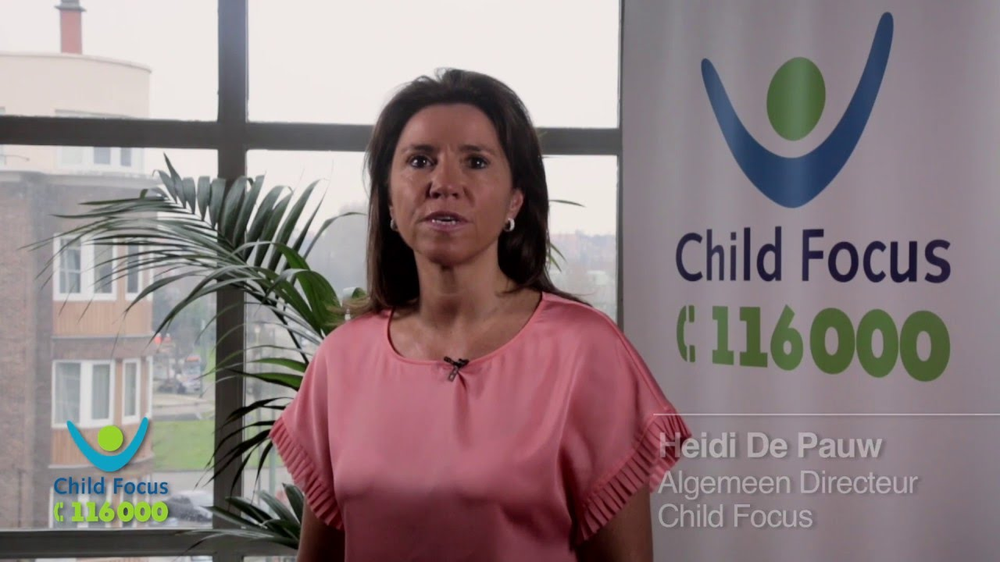 Child Focus
116000
Heidi De Pauw
Algemeen Directeur
Child Focus
Child Focus
116000